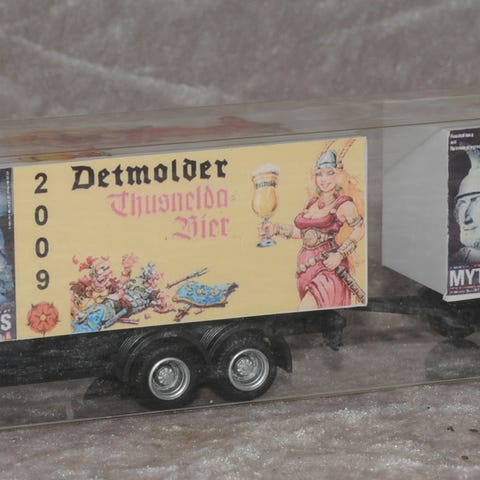 2
0
0
9
Detmolder
Thusnelda-
Bier
S
MYT